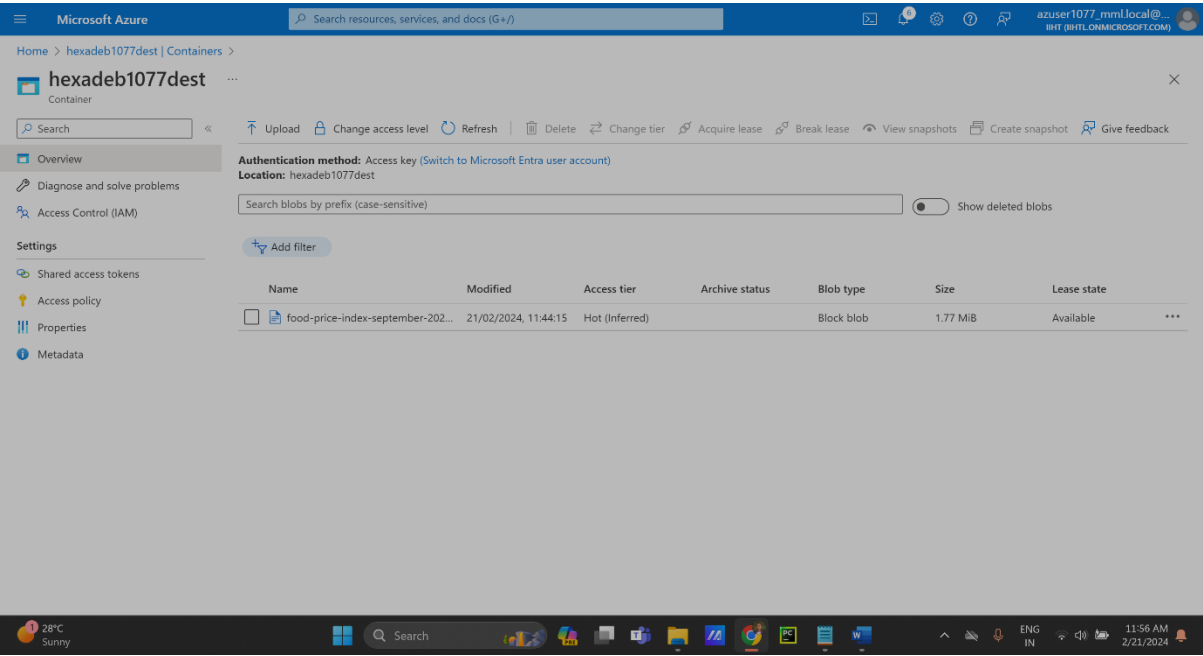 Microsoft Azure
Search resources, services, and docs (G+/)
6
azuser1077_mml.local@...
IIHT (IIHTL.ONMICROSOFT.COM)
Home > hexadeb1077dest | Containers >
hexadeb1077dest ...
Container
Search «
Upload Change access level Refresh Delete Change tier Acquire lease Break lease View snapshots Create snapshot Give feedback
Overview
Diagnose and solve problems
Access Control (IAM)
Settings
Shared access tokens
Access policy
Properties
Metadata
Authentication method: Access key (Switch to Microsoft Entra user account)
Location: hexadeb1077dest
Search blobs by prefix (case-sensitive)
Show deleted blobs
Add filter
Name Modified Access tier Archive status Blob type Size Lease state
food-price-index-september-202... 21/02/2024, 11:44:15 Hot (Inferred) Block blob 1.77 MiB Available ...
1
28°C
Sunny
Search
PRE
PC
W
ENG
IN
11:56 AM
2/21/2024